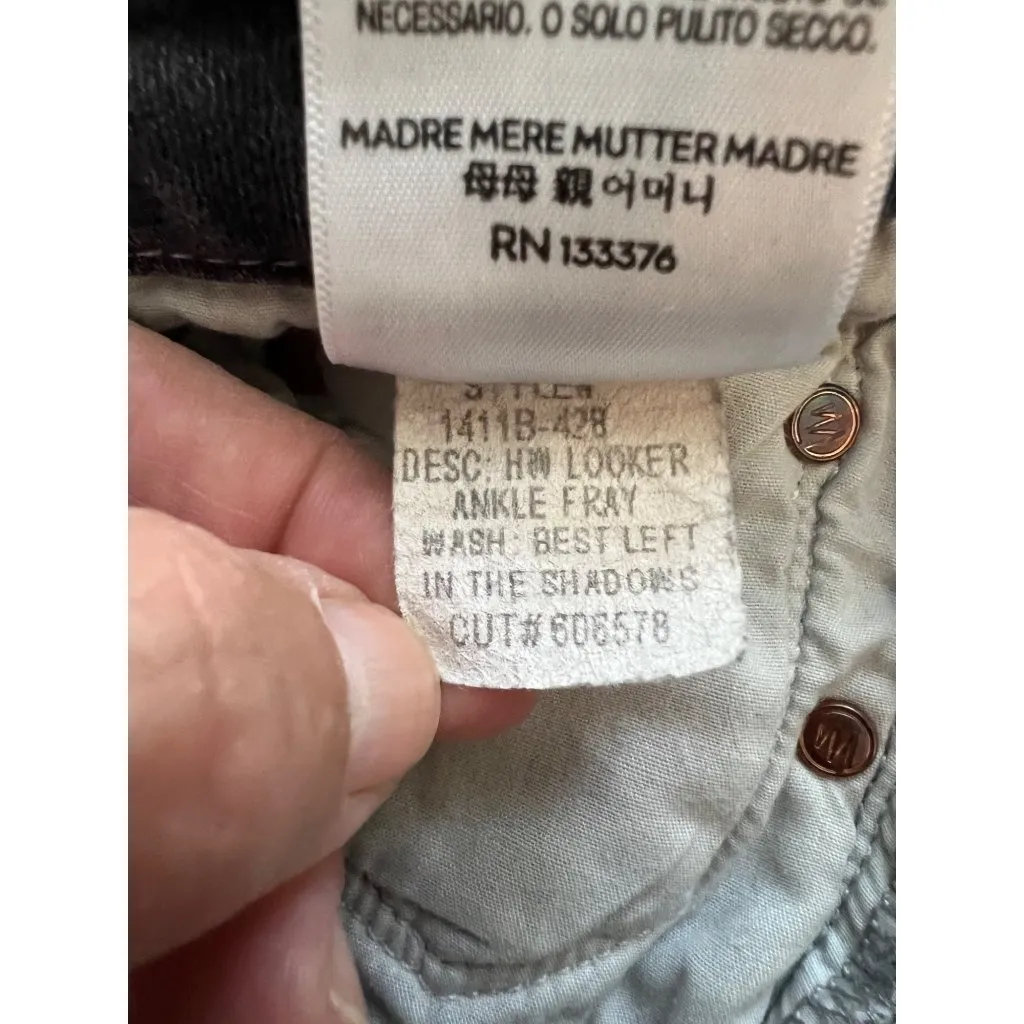 NECESSARIO. O SOLO PULITO SECCO.
MADRE MERE MUTTER MADRE
母母 親 어머니
RN 133376
STYLE#
1411B-428
DESC: HW LOOKER
ANKLE FRAY
WASH: BEST LEFT
IN THE SHADOWS
CUT# 606578
M
M